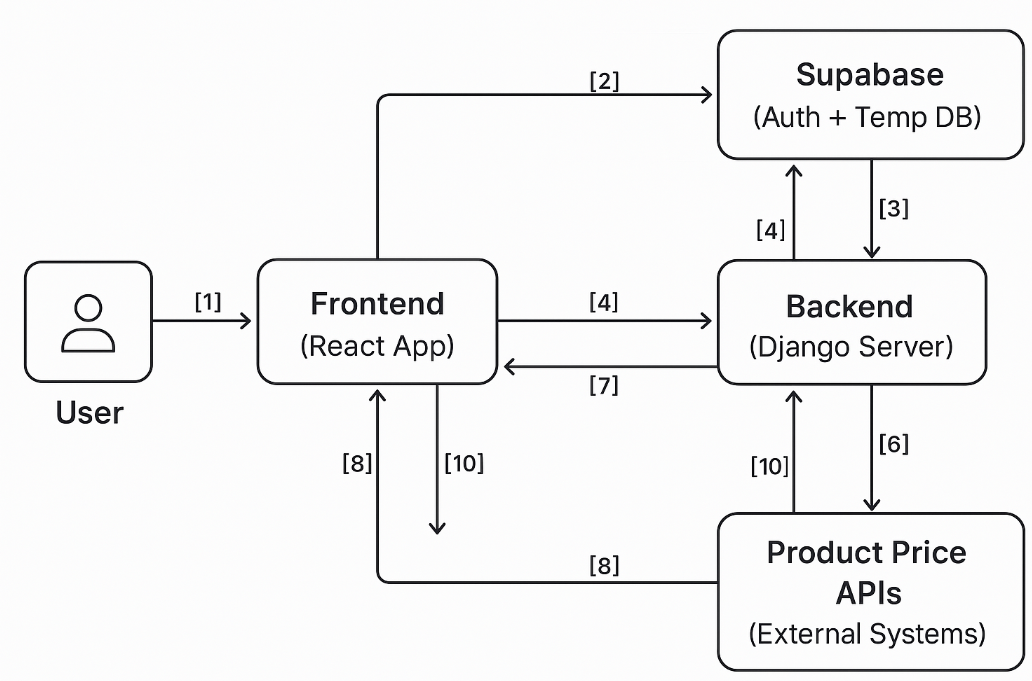 [2]
Supabase
(Auth + Temp DB)
[4]
[3]
[1]
Frontend
(React App)
[4]
[7]
Backend
(Django Server)
User
[8]
[10]
[10]
[6]
[8]
Product Price
APIs
(External Systems)